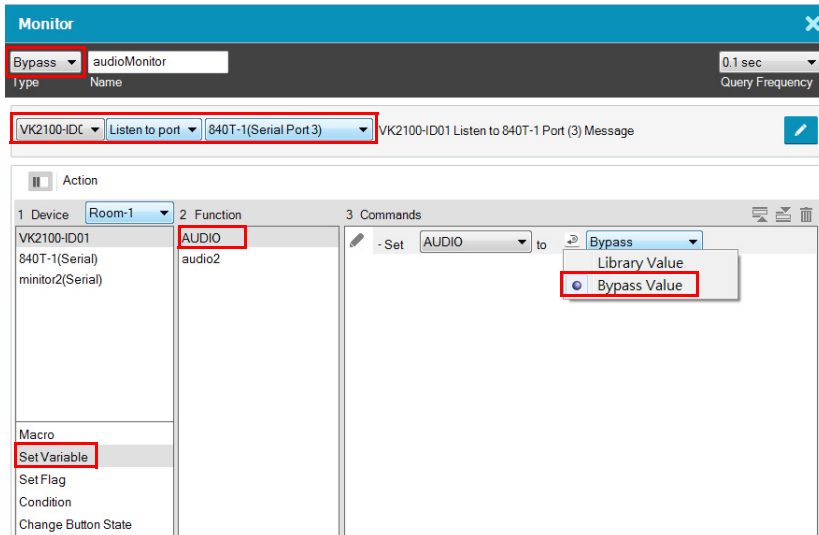 Monitor
Bypass audioMonitor 0.1 sec
Type Name Query Frequency
VK2100-ID( Listen to port 840T-1(Serial Port 3) VK2100-ID01 Listen to 840T-1 Port (3) Message
Action
1 Device Room-1 2 Function 3 Commands
VK2100-ID01 AUDIO - Set AUDIO to Bypass
840T-1(Serial) audio2 Library Value
minitor2(Serial) Bypass Value
Macro
Set Variable
Set Flag
Condition
Change Button State